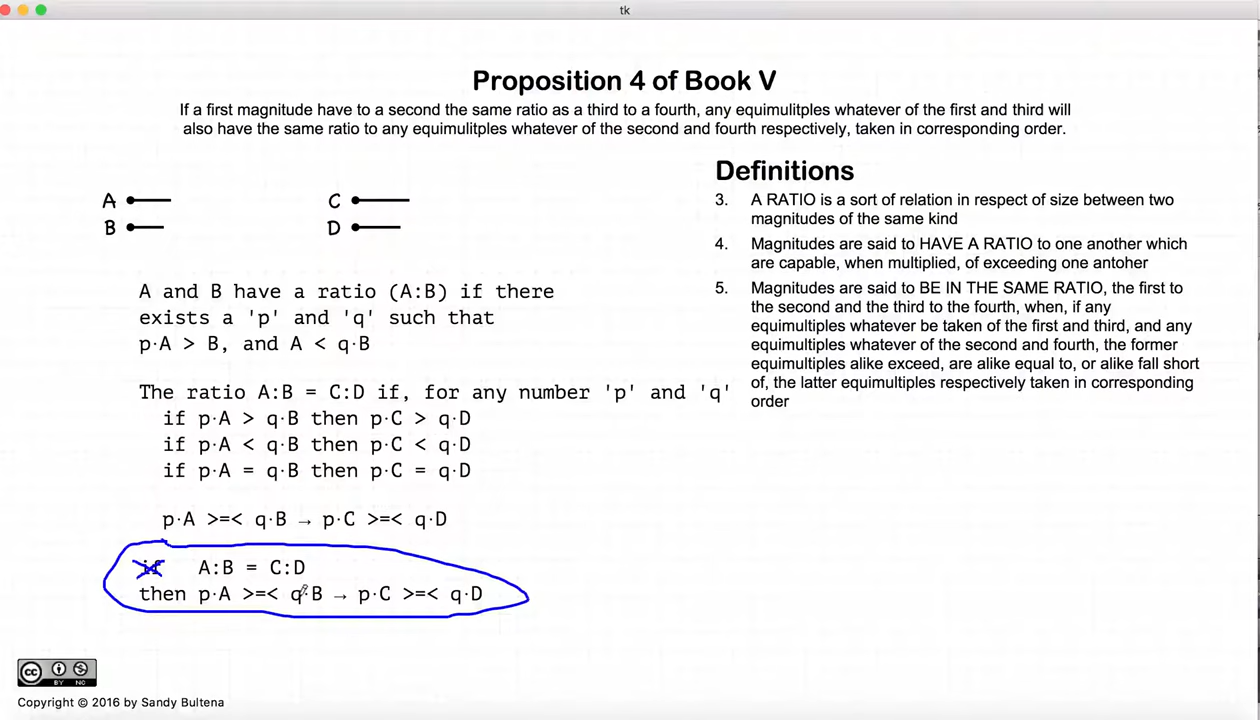 tk
Proposition 4 of Book V
If a first magnitude have to a second the same ratio as a third to a fourth, any equimulitples whatever of the first and third will
also have the same ratio to any equimulitples whatever of the second and fourth respectively, taken in corresponding order.
A
B
C
D
A and B have a ratio (A:B) if there
exists a 'p' and 'q' such that
p·A > B, and A < q·B
The ratio A:B = C:D if, for any number 'p' and 'q'
if p·A > q·B then p·C > q·D
if p·A < q·B then p·C < q·D
if p·A = q·B then p·C = q·D
p·A >=< q·B → p·C >=< q·D
if A:B = C:D
then p·A >=< q·B → p·C >=< q·D
Definitions
3. A RATIO is a sort of relation in respect of size between two
magnitudes of the same kind
4. Magnitudes are said to HAVE A RATIO to one another which
are capable, when multiplied, of exceeding one antoher
5. Magnitudes are said to BE IN THE SAME RATIO, the first to
the second and the third to the fourth, when, if any
equimultiples whatever be taken of the first and third, and any
equimultiples whatever of the second and fourth, the former
equimultiples alike exceed, are alike equal to, or alike fall short
of, the latter equimultiples respectively taken in corresponding
order
cc
BY NC
Copyright © 2016 by Sandy Bultena